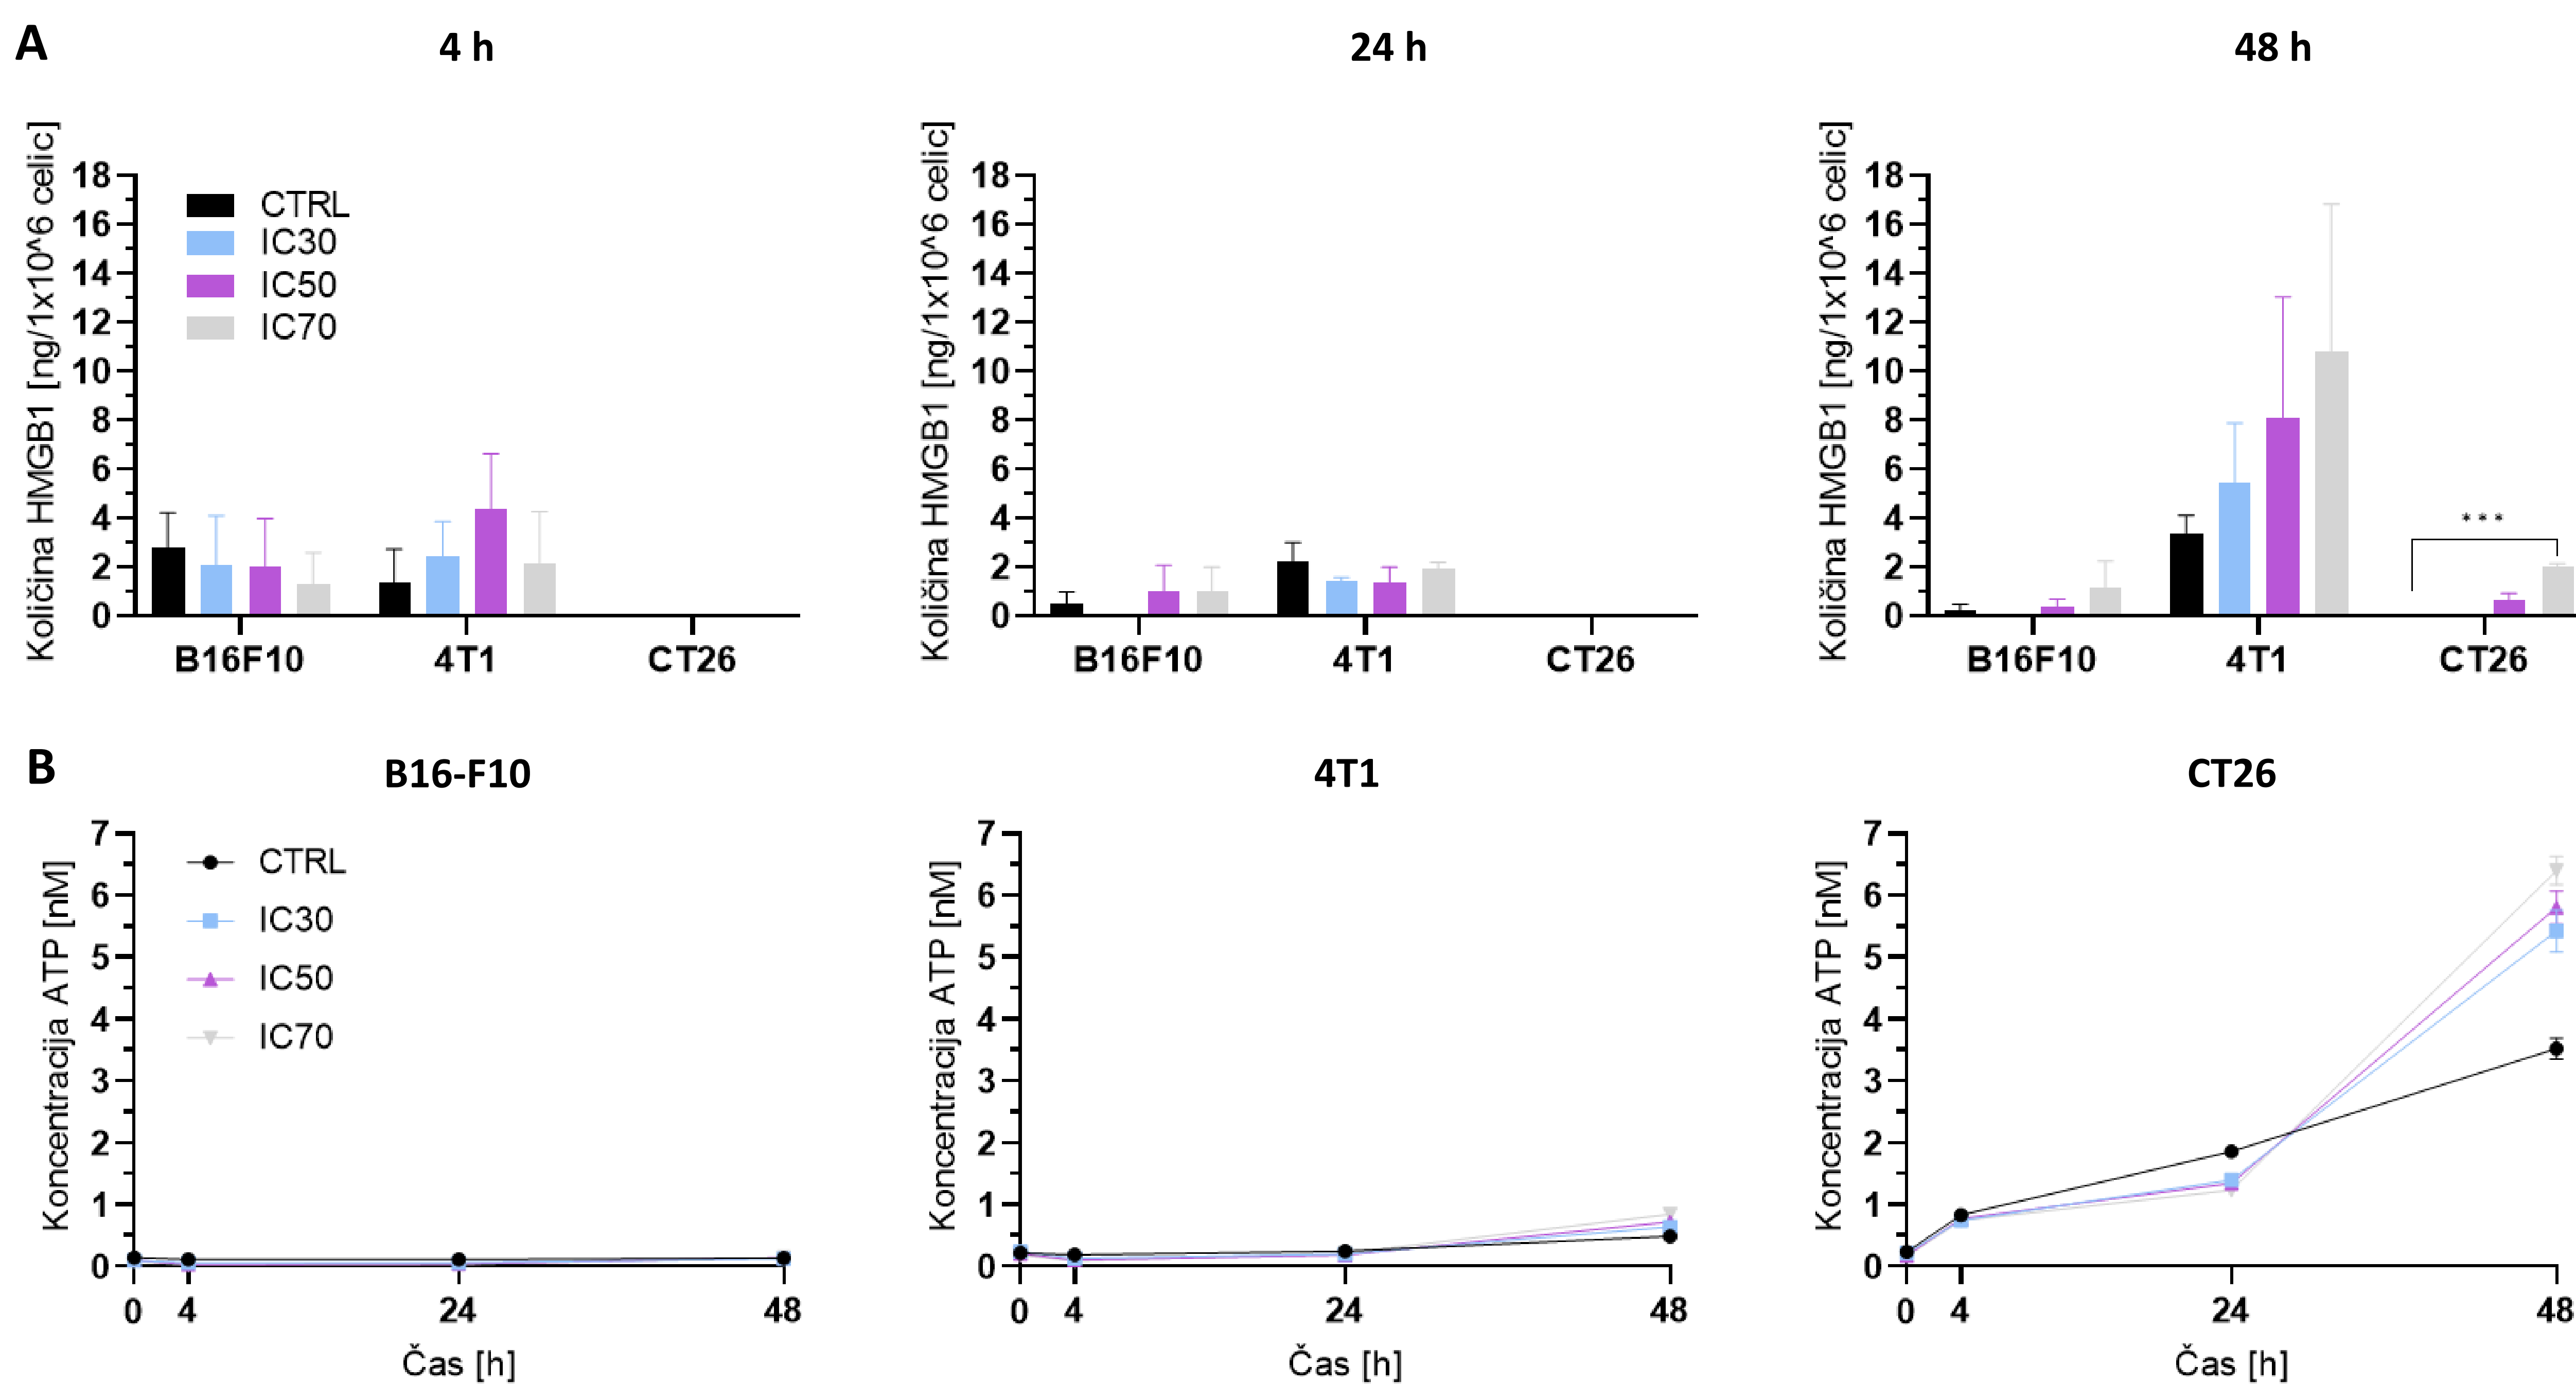 A
4 h
24 h
48 h
Količina HMGB1 [ng/1x10^6 celic]
18
16
14
12
10
8
6
4
2
0
CTRL
IC30
IC50
IC70
B16F10
4T1
CT26
Količina HMGB1 [ng/1x10^6 celic]
18
16
14
12
10
8
6
4
2
0
B16F10
4T1
CT26
Količina HMGB1 [ng/1x10^6 celic]
18
16
14
12
10
8
6
4
2
0
***
B16F10
4T1
CT26
B
B16-F10
4T1
CT26
Koncentracija ATP [nM]
7
6
5
4
3
2
1
0
CTRL
IC30
IC50
IC70
0 4 24 48
Čas [h]
Koncentracija ATP [nM]
7
6
5
4
3
2
1
0
0 4 24 48
Čas [h]
Koncentracija ATP [nM]
7
6
5
4
3
2
1
0
0 4 24 48
Čas [h]